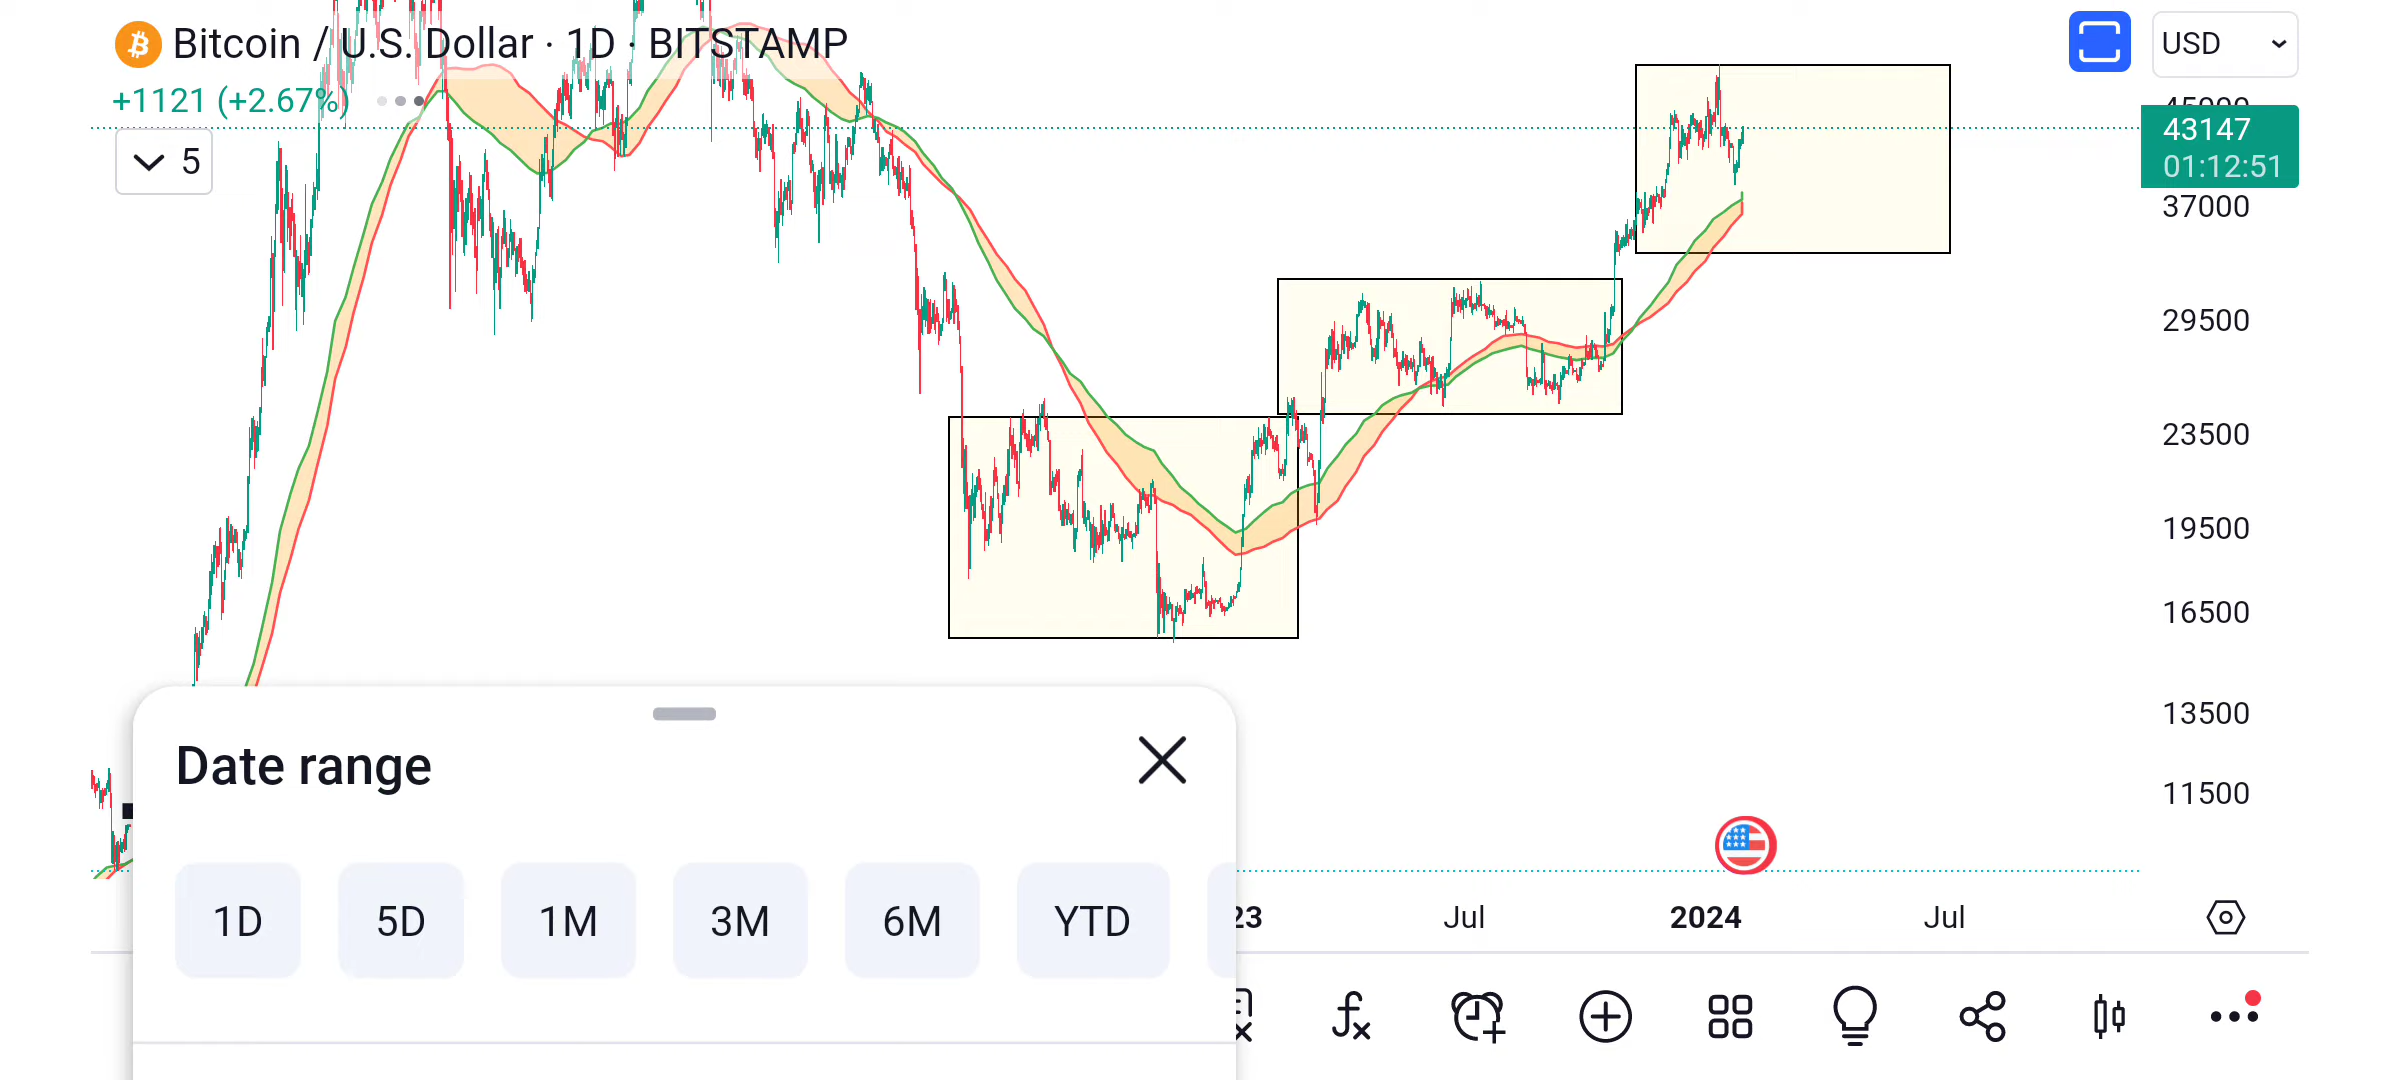 Bitcoin / U.S. Dollar · 1D · BITSTAMP
USD
+1121 (+2.67%)
45000
43147
01:12:51
5
37000
29500
23500
19500
16500
13500
11500
Date range
1D 5D 1M 3M 6M YTD
23 Jul 2024 Jul